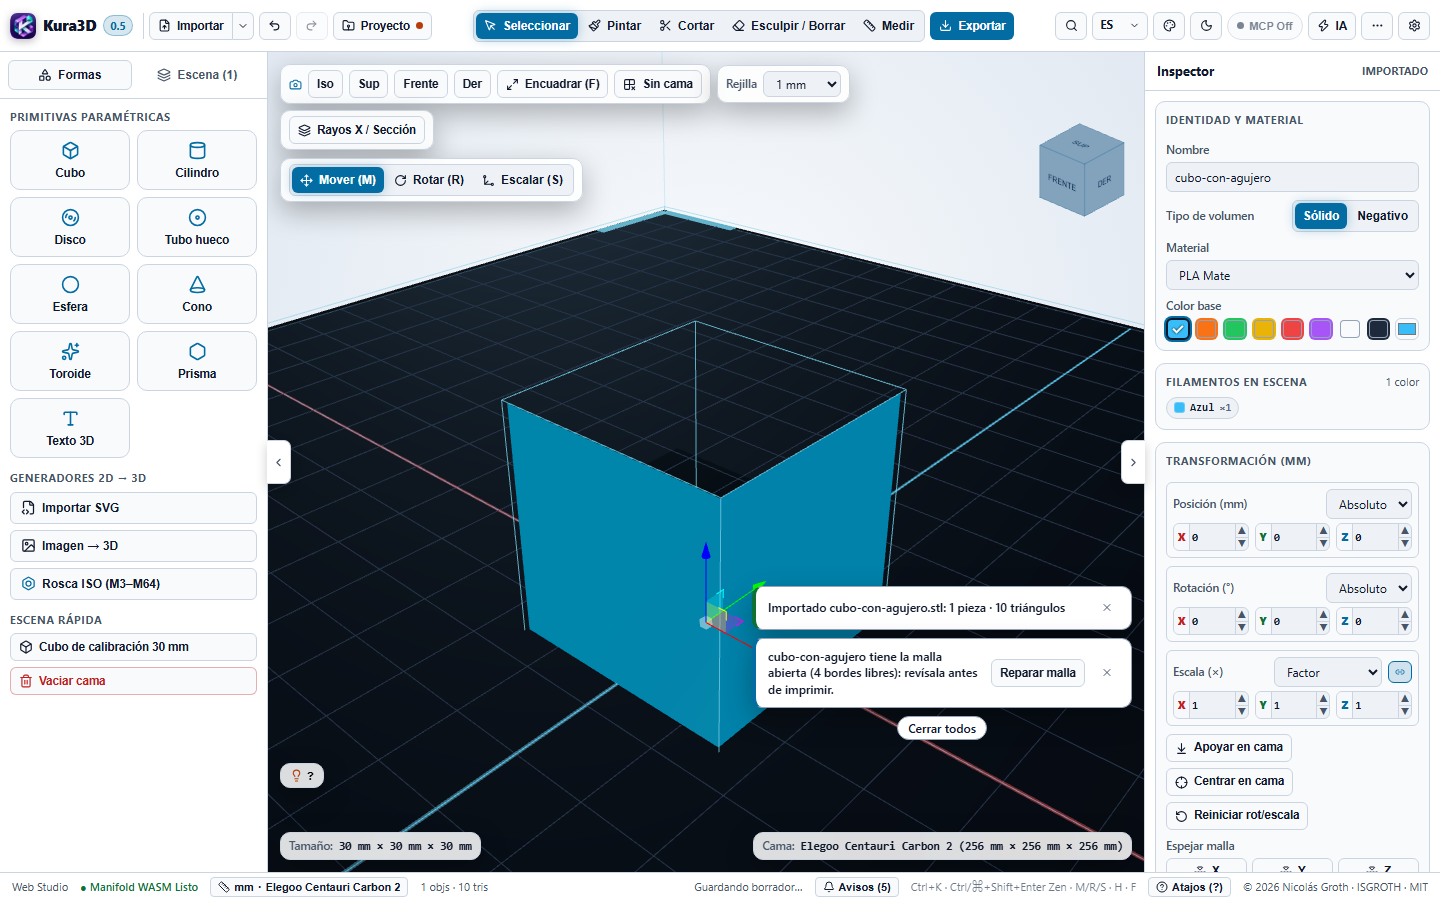 Kura3D 0.5 Importar Proyecto Seleccionar Pintar Cortar Esculpir / Borrar Medir Exportar ES MCP Off IA ...
Formas Escena (1)
PRIMITIVAS PARAMÉTRICAS
Cubo Cilindro
Disco Tubo hueco
Esfera Cono
Toroide Prisma
Texto 3D
GENERADORES 2D → 3D
Importar SVG
Imagen → 3D
Rosca ISO (M3–M64)
ESCENA RÁPIDA
Cubo de calibración 30 mm
Vaciar cama
Iso Sup Frente Der Encuadrar (F) Sin cama Rejilla 1 mm
Rayos X / Sección
Mover (M) Rotar (R) Escalar (S)
SUP
FRENTE DER
Importado cubo-con-agujero.stl: 1 pieza · 10 triángulos ×
cubo-con-agujero tiene la malla
abierta (4 bordes libres): revísala antes
de imprimir.
Reparar malla ×
Cerrar todos
?
Tamaño: 30 mm × 30 mm × 30 mm
Cama: Elegoo Centauri Carbon 2 (256 mm × 256 mm × 256 mm)
Inspector IMPORTADO
IDENTIDAD Y MATERIAL
Nombre
cubo-con-agujero
Tipo de volumen Sólido Negativo
Material
PLA Mate
Color base
FILAMENTOS EN ESCENA 1 color
Azul ×1
TRANSFORMACIÓN (MM)
Posición (mm) Absoluto
X 0 Y 0 Z 0
Rotación (°) Absoluto
X 0 Y 0 Z 0
Escala (×) Factor
X 1 Y 1 Z 1
Apoyar en cama
Centrar en cama
Reiniciar rot/escala
Espejar malla
X Y Z
Web Studio ● Manifold WASM Listo mm · Elegoo Centauri Carbon 2 1 objs · 10 tris Guardando borrador... Avisos (5) Ctrl+K · Ctrl/⌘+Shift+Enter Zen · M/R/S · H · F Atajos (?) © 2026 Nicolás Groth · ISGROTH · MIT